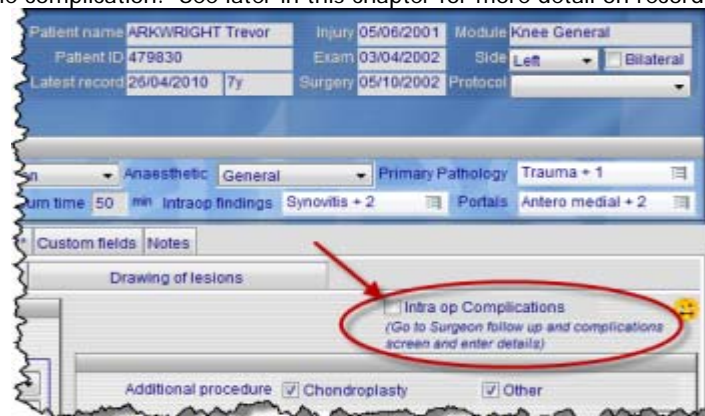 the complication? See later in this chapter for more detail on record
Patient name ARKWRIGHT Trevor Injury 05/06/2001 Module Knee General
Patient ID 479830 Exam 03/04/2002 Side Left Bilateral
Latest record 26/04/2010 7y Surgery 05/10/2002 Protocol
Anaesthetic General Primary Pathology Trauma + 1
time 50 min Intraop findings Synovitis + 2 Portals Antero medial + 2
Custom fields Notes
Drawing of lesions
Intra op Complications
(Go to Surgeon follow up and complications
screen and enter details)
Additional procedure Chondroplasty Other